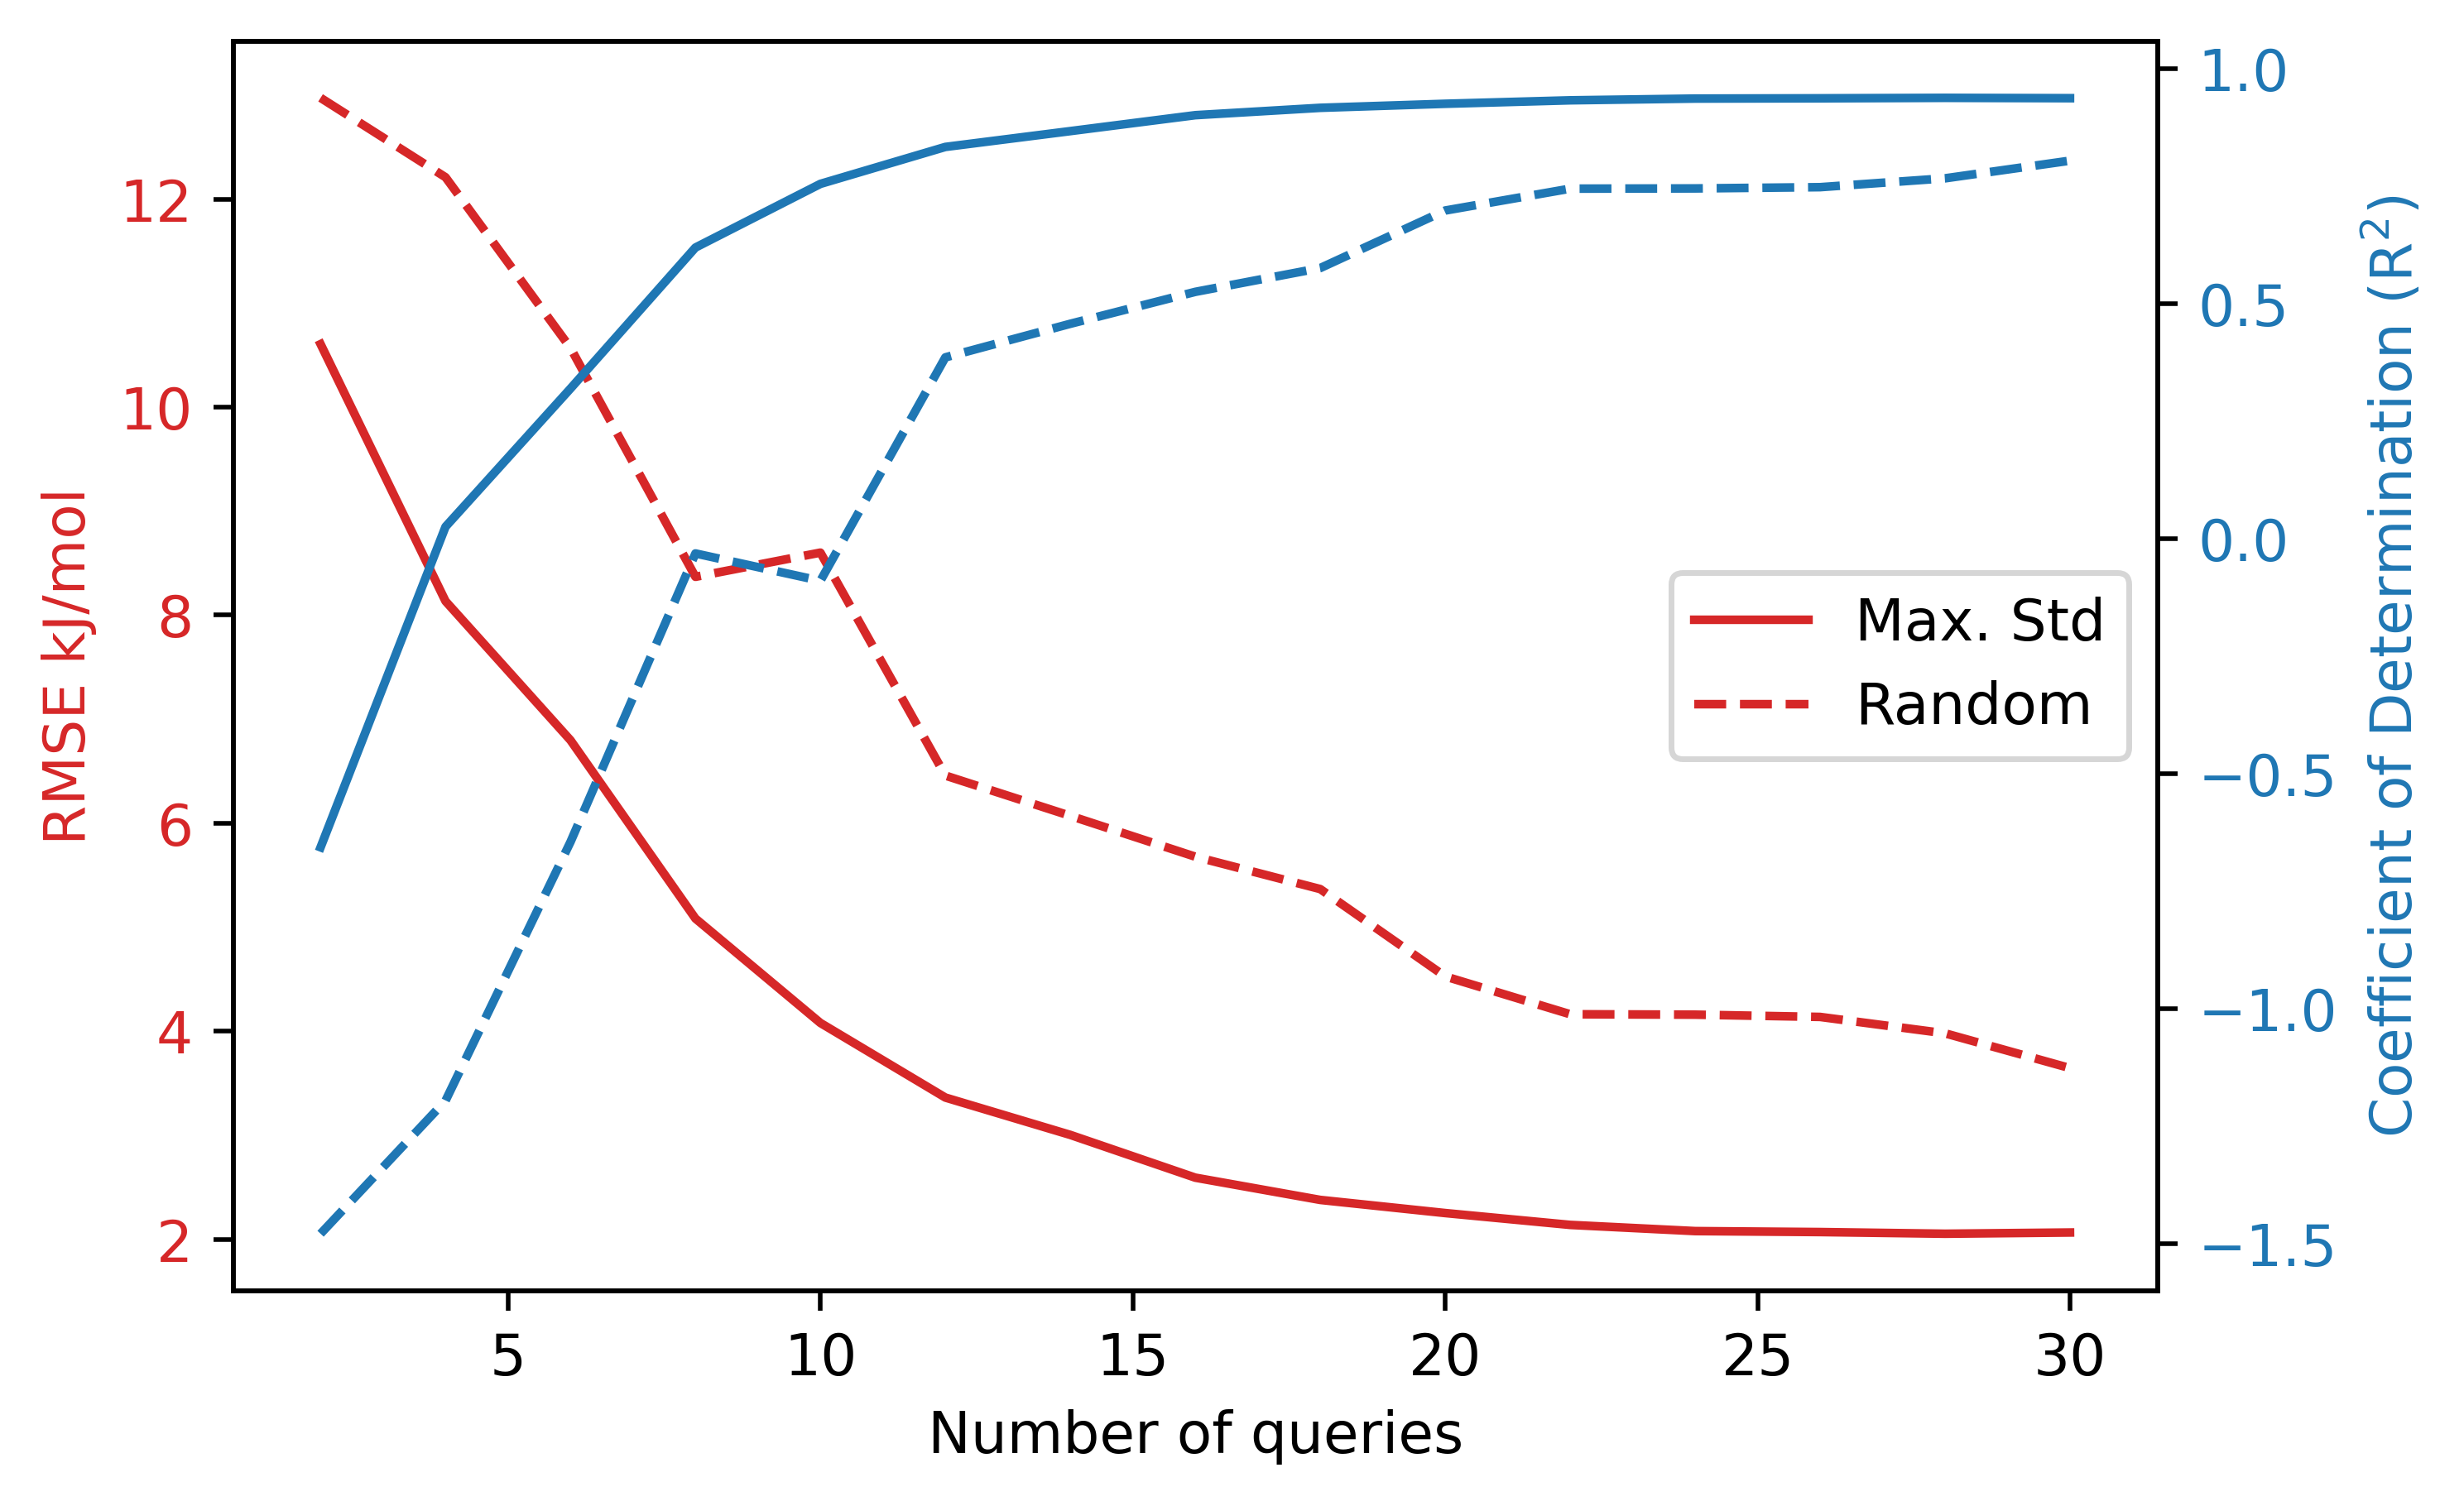 RMSE kJ/mol
12
10
8
6
4
2
1.0
0.5
0.0
−0.5
−1.0
−1.5
Coefficient of Determination (R²)
Max. Std
Random
5 10 15 20 25 30
Number of queries